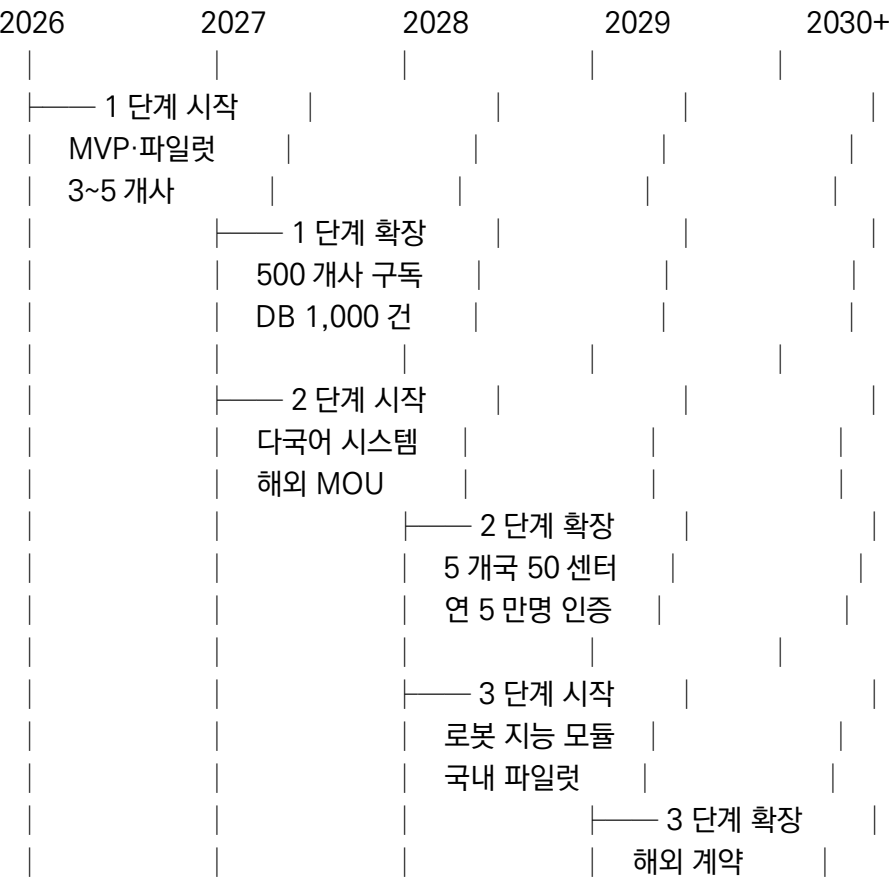 2026 2027 2028 2029 2030+
| | | | |
├─── 1 단계 시작 | | | |
| MVP·파일럿 | | | |
| 3~5 개사 | | | |
| ├─── 1 단계 확장 | | |
| | 500 개사 구독 | | |
| | DB 1,000 건 | | |
| | | | |
| ├─── 2 단계 시작 | | |
| | 다국어 시스템 | | |
| | 해외 MOU | | |
| | ├─── 2 단계 확장 | |
| | | 5 개국 50 센터 | |
| | | 연 5 만명 인증 | |
| | | | |
| | ├─── 3 단계 시작 | |
| | | 로봇 지능 모듈 | |
| | | 국내 파일럿 | |
| | | ├─── 3 단계 확장 |
| | | | 해외 계약 |